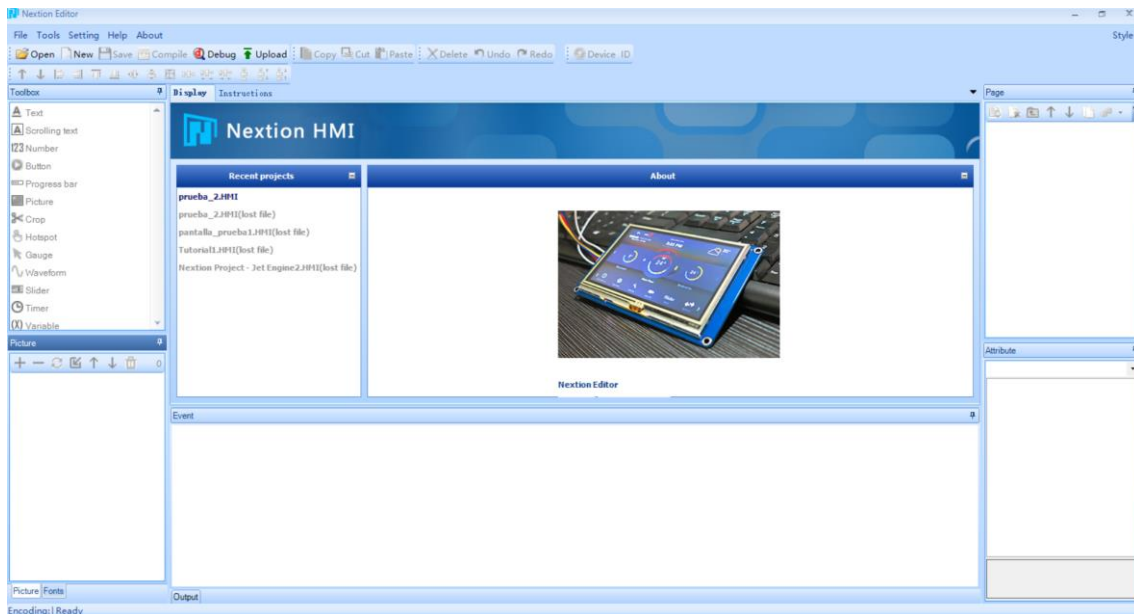 Nextion Editor
File Tools Setting Help About
Style
Open New Save Compile Debug Upload Copy Cut Paste Delete Undo Redo Device ID
Toolbox
Text
Scrolling text
Number
Button
Progress bar
Picture
Crop
Hotspot
Gauge
Waveform
Slider
Timer
Variable
Picture
0
Picture Fonts
Encoding:| Ready
Display Instructions
Nextion HMI
Recent projects
prueba_2.HMI
prueba_2.HMI(lost file)
pantalla_prueba1.HMI(lost file)
Tutorial1.HMI(lost file)
Nextion Project - Jet Engine2.HMI(lost file)
About
Nextion Editor
Event
Output
Page
Attribute